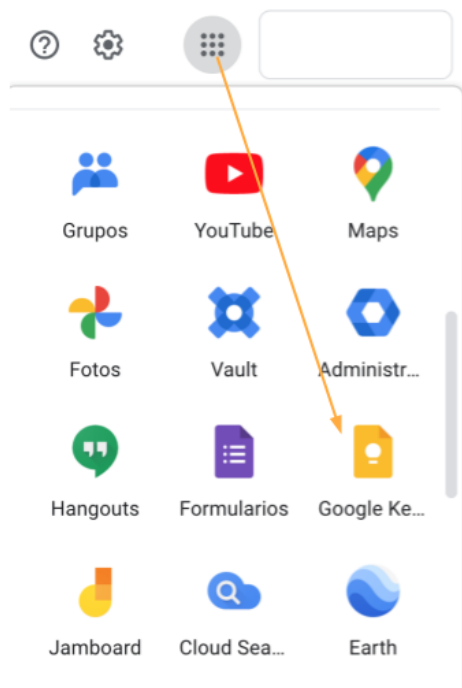 Grupos YouTube Maps
Fotos Vault Administr...
Hangouts Formularios Google Ke...
Jamboard Cloud Sea... Earth